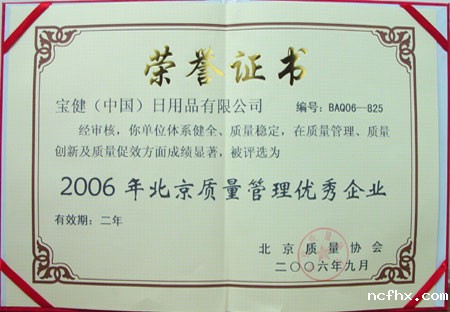 荣誉证书
宝健（中国）日用品有限公司 编号：BAQ06—B25
经审核，你单位体系健全、质量稳定，在质量管理、质量
创新及质量促效方面成绩显著，被评选为
2006年北京质量管理优秀企业
有效期：二年
北京质量协会
二〇〇六年九月
ncfhx.com